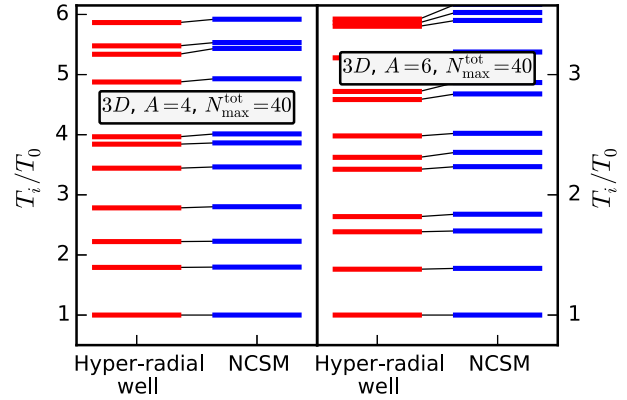 6
5
4
3
2
1
T_i/T_0
3D, A=4, N_max^tot=40
3D, A=6, N_max^tot=40
3
2
1
T_i/T_0
Hyper-radial well
NCSM
Hyper-radial well
NCSM